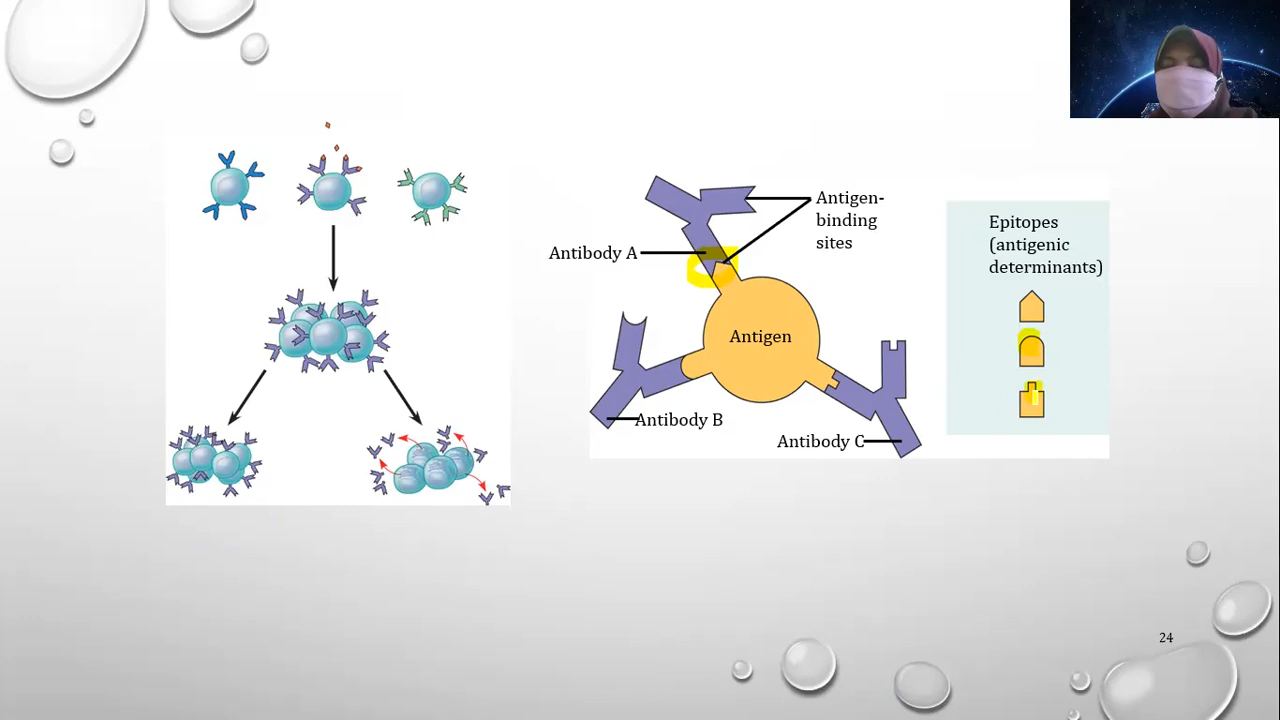 Antigen-
binding
sites
Antibody A
Antigen
Antibody B
Antibody C
Epitopes
(antigenic
determinants)
24